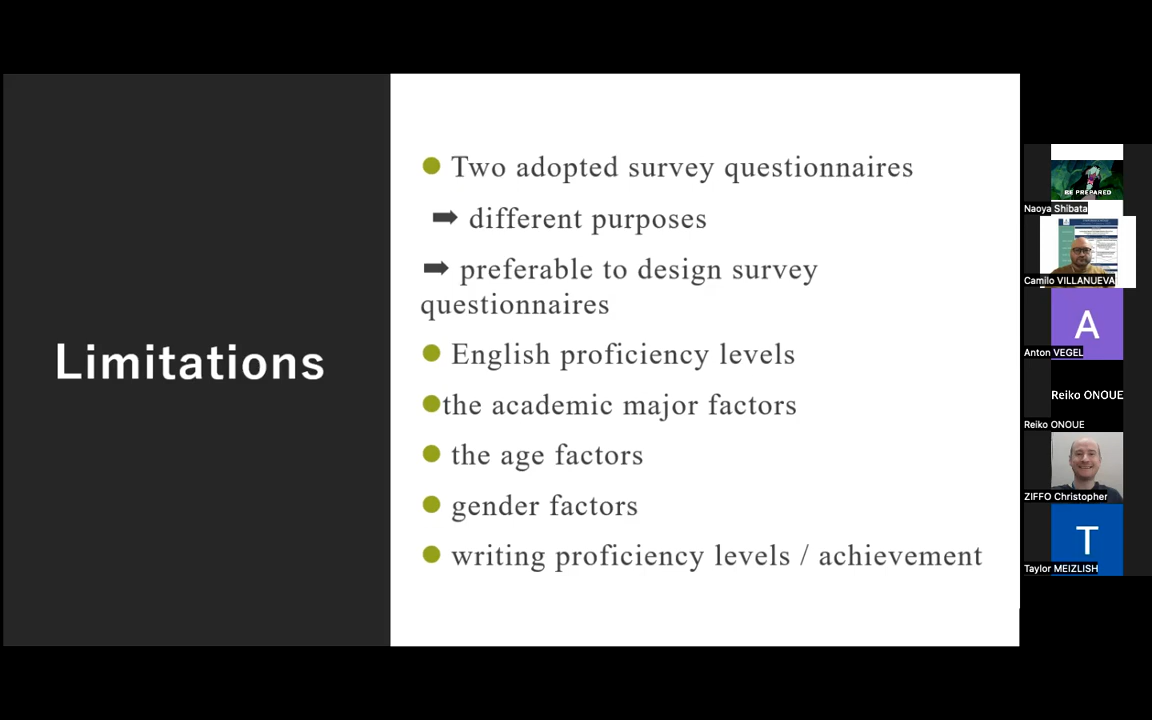 Limitations
● Two adopted survey questionnaires
➡ different purposes
➡ preferable to design survey
questionnaires
● English proficiency levels
●the academic major factors
● the age factors
● gender factors
● writing proficiency levels / achievement
BE PREPARED
Naoya Shibata
Camilo VILLANUEVA
A
Anton VEGEL
Reiko ONOUE
Reiko ONOUE
ZIFFO Christopher
T
Taylor MEIZLISH